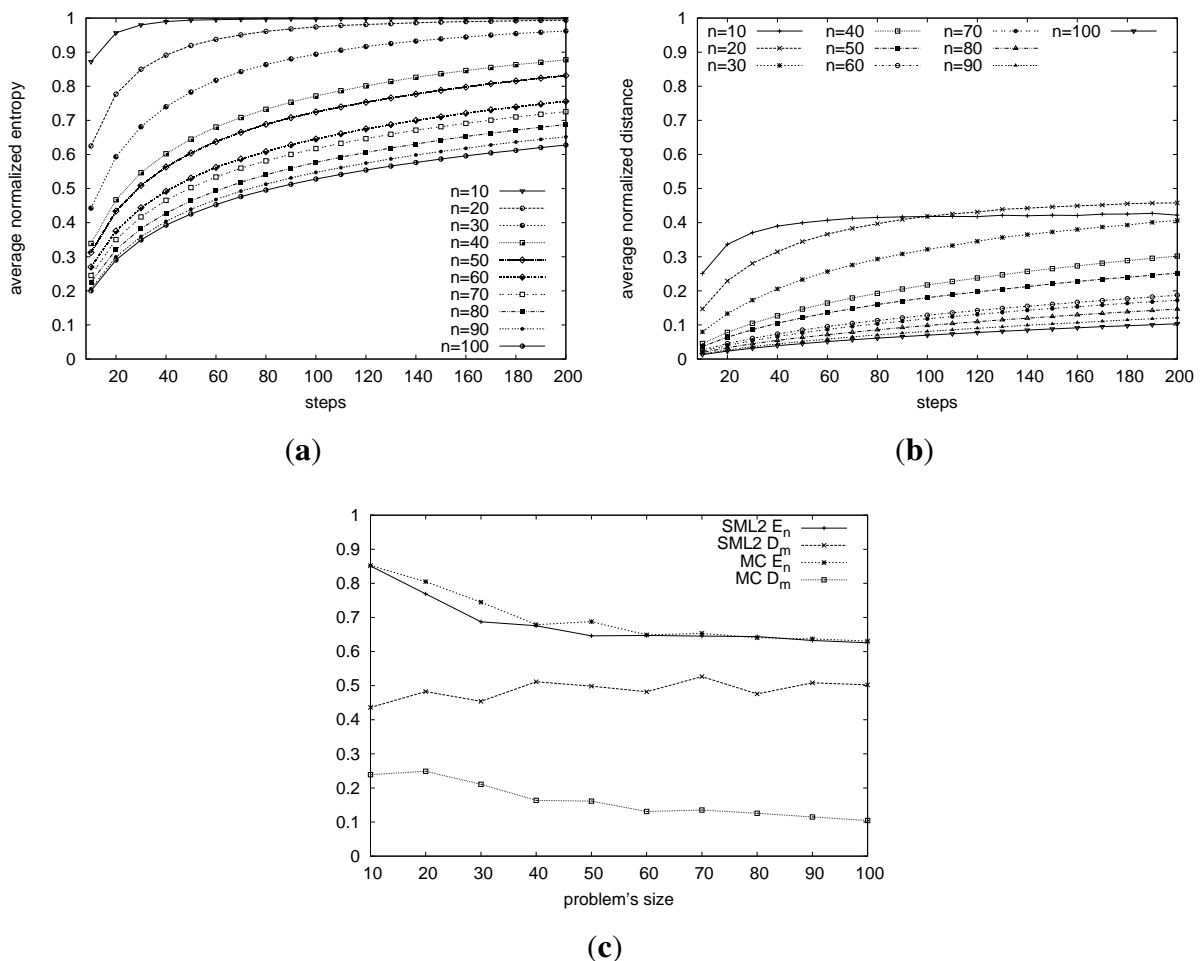 1
0.9
0.8
0.7
0.6
0.5
0.4
0.3
0.2
0.1
0
average normalized entropy
n=10
n=20
n=30
n=40
n=50
n=60
n=70
n=80
n=90
n=100
20 40 60 80 100 120 140 160 180 200
steps
(a)
1
0.9
0.8
0.7
0.6
0.5
0.4
0.3
0.2
0.1
0
average normalized distance
n=10 n=40 n=70 n=100
n=20 n=50 n=80
n=30 n=60 n=90
20 40 60 80 100 120 140 160 180 200
steps
(b)
1
0.9
0.8
0.7
0.6
0.5
0.4
0.3
0.2
0.1
0
SML2 En
SML2 Dm
MC En
MC Dm
10 20 30 40 50 60 70 80 90 100
problem's size
(c)